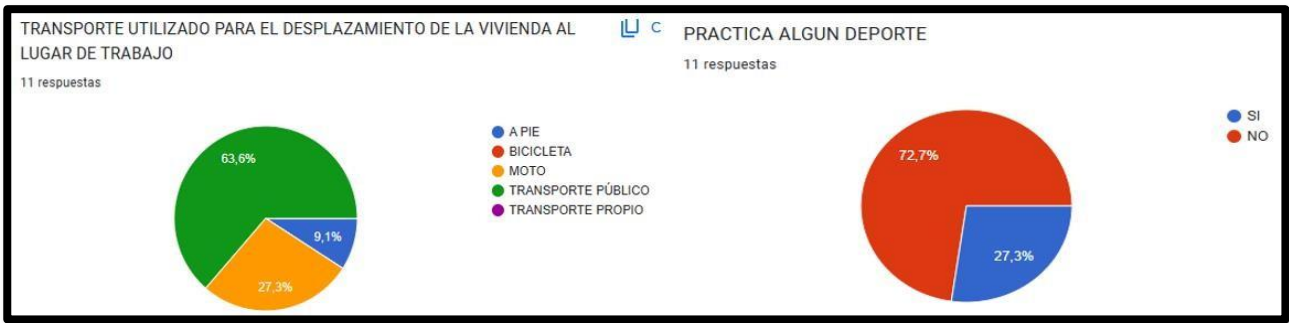 TRANSPORTE UTILIZADO PARA EL DESPLAZAMIENTO DE LA VIVIENDA AL
LUGAR DE TRABAJO
11 respuestas
63,6%
9,1%
27,3%
A PIE
BICICLETA
MOTO
TRANSPORTE PÚBLICO
TRANSPORTE PROPIO
C
PRACTICA ALGUN DEPORTE
11 respuestas
72,7%
27,3%
SI
NO